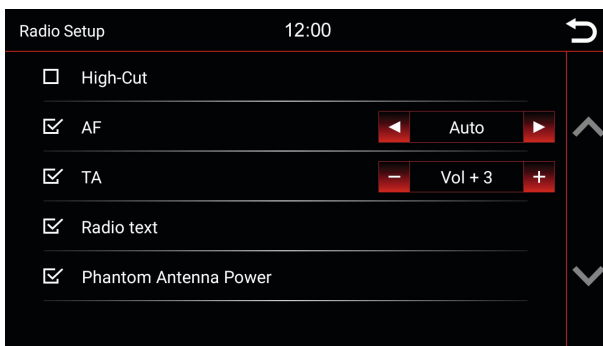 Radio Setup 12:00
High-Cut
AF Auto
TA − Vol + 3 +
Radio text
Phantom Antenna Power